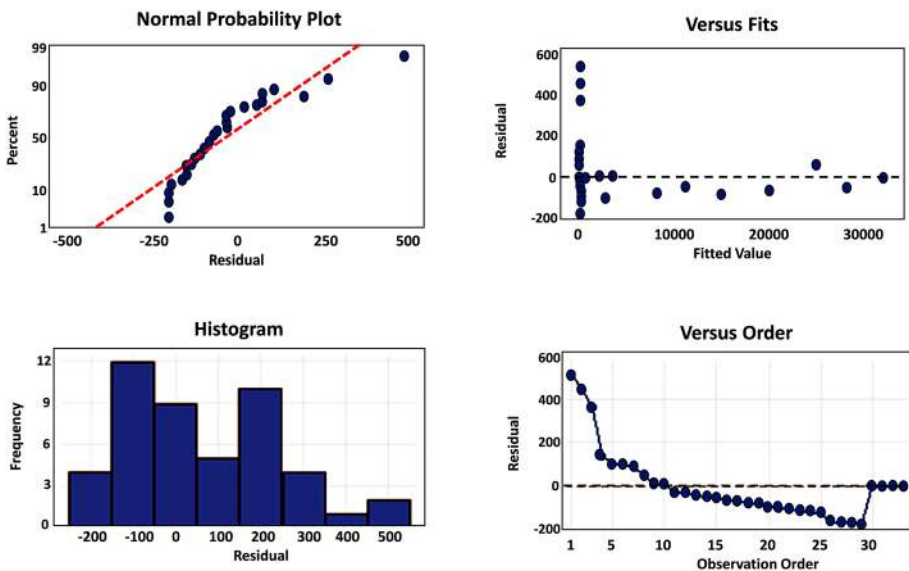 Normal Probability Plot
99
90
50
10
1
Percent
-500 -250 0 250 500
Residual
Versus Fits
600
400
200
0
-200
Residual
0 10000 20000 30000
Fitted Value
Histogram
12
9
6
3
0
Frequency
-200 -100 0 100 200 300 400 500
Residual
Versus Order
600
400
200
0
-200
Residual
1 5 10 15 20 25 30
Observation Order